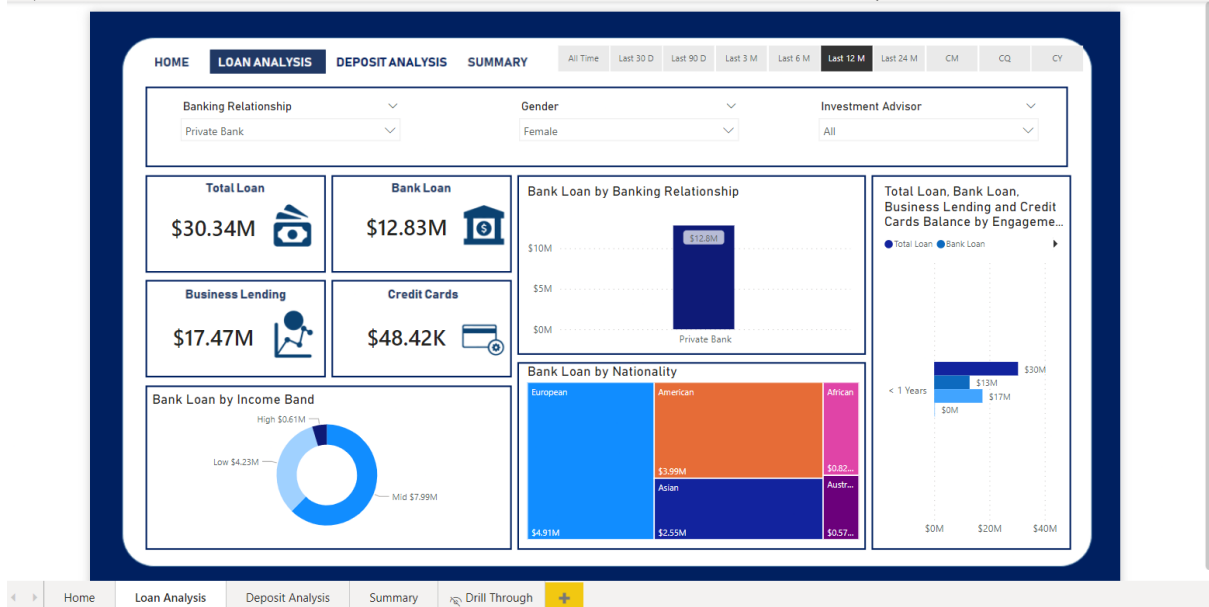 HOME LOAN ANALYSIS DEPOSIT ANALYSIS SUMMARY
All Time Last 30 D Last 90 D Last 3 M Last 6 M Last 12 M Last 24 M CM CQ CY
Banking Relationship
Private Bank
Gender
Female
Investment Advisor
All
Total Loan
$30.34M
Bank Loan
$12.83M
Business Lending
$17.47M
Credit Cards
$48.42K
Bank Loan by Income Band
High $0.61M
Low $4.23M
Mid $7.99M
Bank Loan by Banking Relationship
$12.8M
$10M
$5M
$0M
Private Bank
Bank Loan by Nationality
European
$4.91M
American
$3.99M
Asian
$2.55M
African
$0.82...
Austr...
$0.57...
Total Loan, Bank Loan,
Business Lending and Credit
Cards Balance by Engageme...
Total Loan Bank Loan
< 1 Years
$30M
$13M
$17M
$0M
$0M $20M $40M
Home Loan Analysis Deposit Analysis Summary Drill Through +